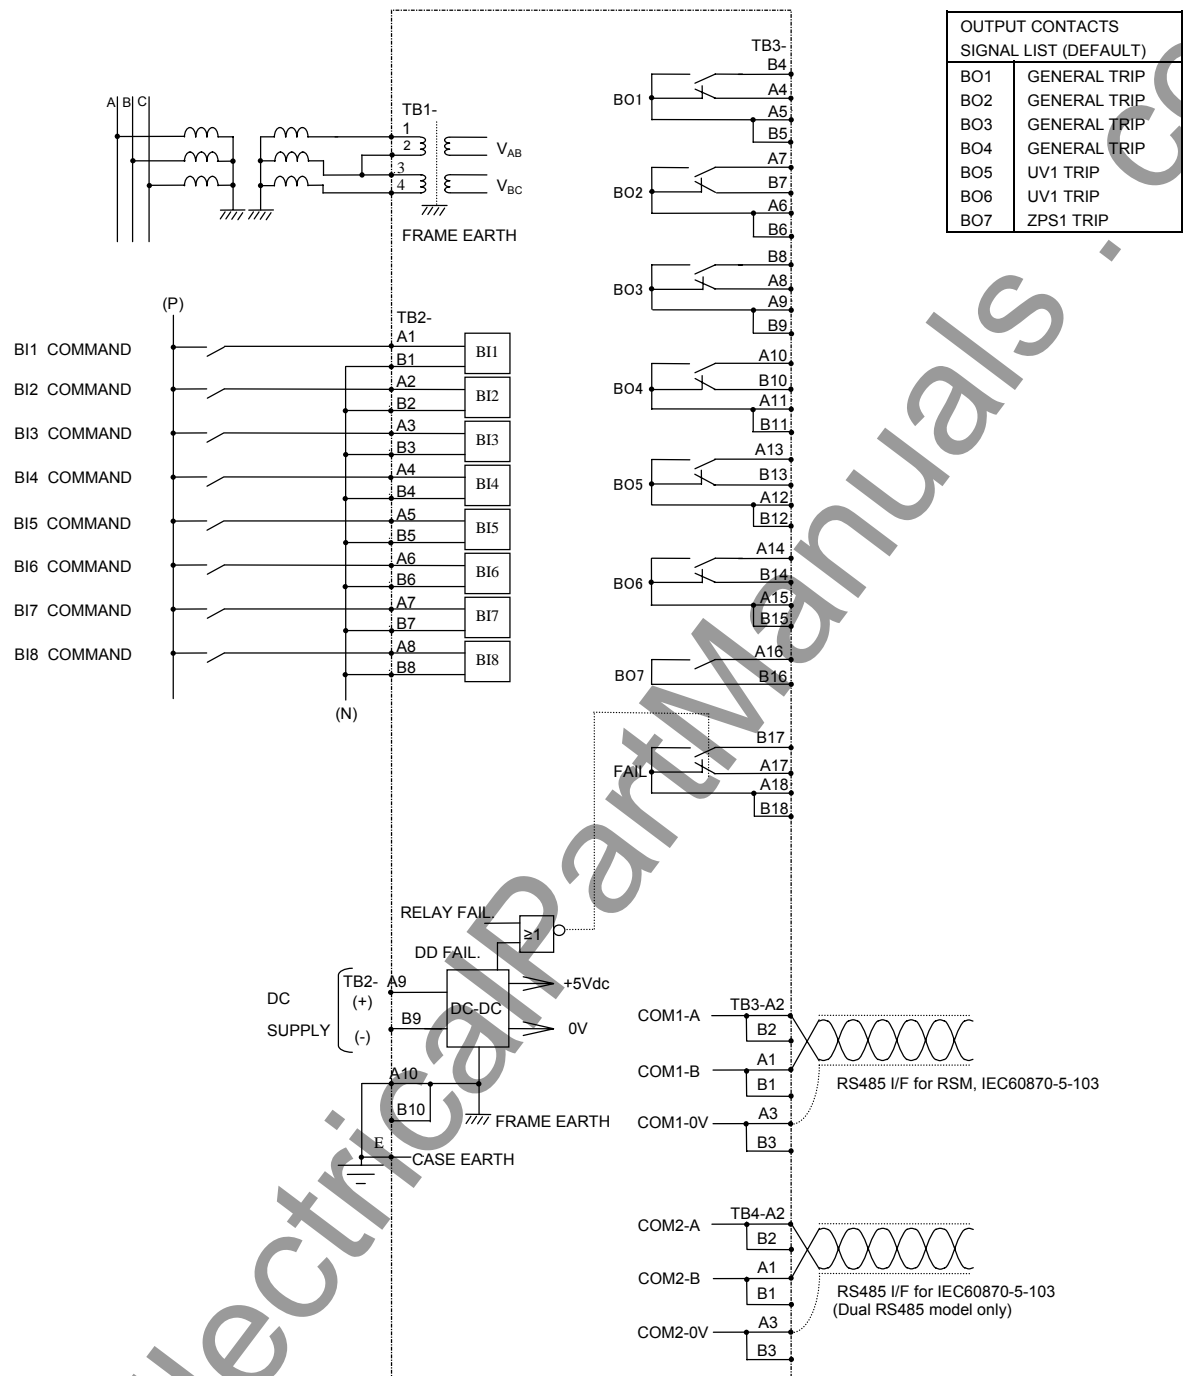 OUTPUT CONTACTS
SIGNAL LIST (DEFAULT)
BO1 GENERAL TRIP
BO2 GENERAL TRIP
BO3 GENERAL TRIP
BO4 GENERAL TRIP
BO5 UV1 TRIP
BO6 UV1 TRIP
BO7 ZPS1 TRIP
A B C
TB1-
1
2
3
4
VAB
VBC
FRAME EARTH
(P)
TB2-
BI1 COMMAND A1 B1 BI1
BI2 COMMAND A2 B2 BI2
BI3 COMMAND A3 B3 BI3
BI4 COMMAND A4 B4 BI4
BI5 COMMAND A5 B5 BI5
BI6 COMMAND A6 B6 BI6
BI7 COMMAND A7 B7 BI7
BI8 COMMAND A8 B8 BI8
(N)
TB3-
BO1 B4 A4 A5 B5
BO2 A7 B7 A6 B6
BO3 B8 A8 A9 B9
BO4 A10 B10 A11 B11
BO5 A13 B13 A12 B12
BO6 A14 B14 A15 B15
BO7 A16 B16
FAIL B17 A17 A18 B18
RELAY FAIL.
≥1
DD FAIL.
DC
SUPPLY
TB2- A9
(+)
B9
(-)
DC-DC
+5Vdc
0V
A10
B10
FRAME EARTH
E
CASE EARTH
COM1-A TB3-A2
B2
COM1-B A1
B1
COM1-0V A3
B3
RS485 I/F for RSM, IEC60870-5-103
COM2-A TB4-A2
B2
COM2-B A1
B1
COM2-0V A3
B3
RS485 I/F for IEC60870-5-103
(Dual RS485 model only)
lectricalPartManuals . co